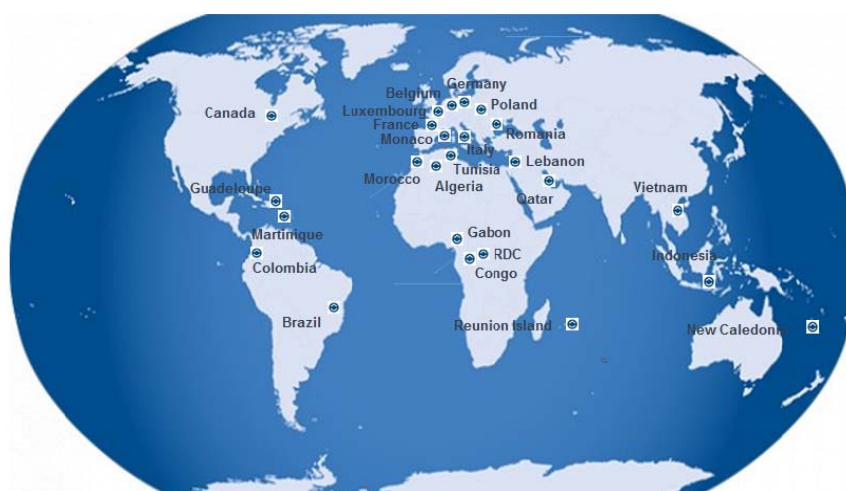 Germany
Belgium
Canada
Luxembourg
Poland
France
Romania
Monaco
Italy
Lebanon
Tunisia
Morocco
Algeria
Guadeloupe
Vietnam
Qatar
Martinique
Gabon
RDC
Indonesia
Colombia
Congo
Brazil
Reunion Island
New Caledonia